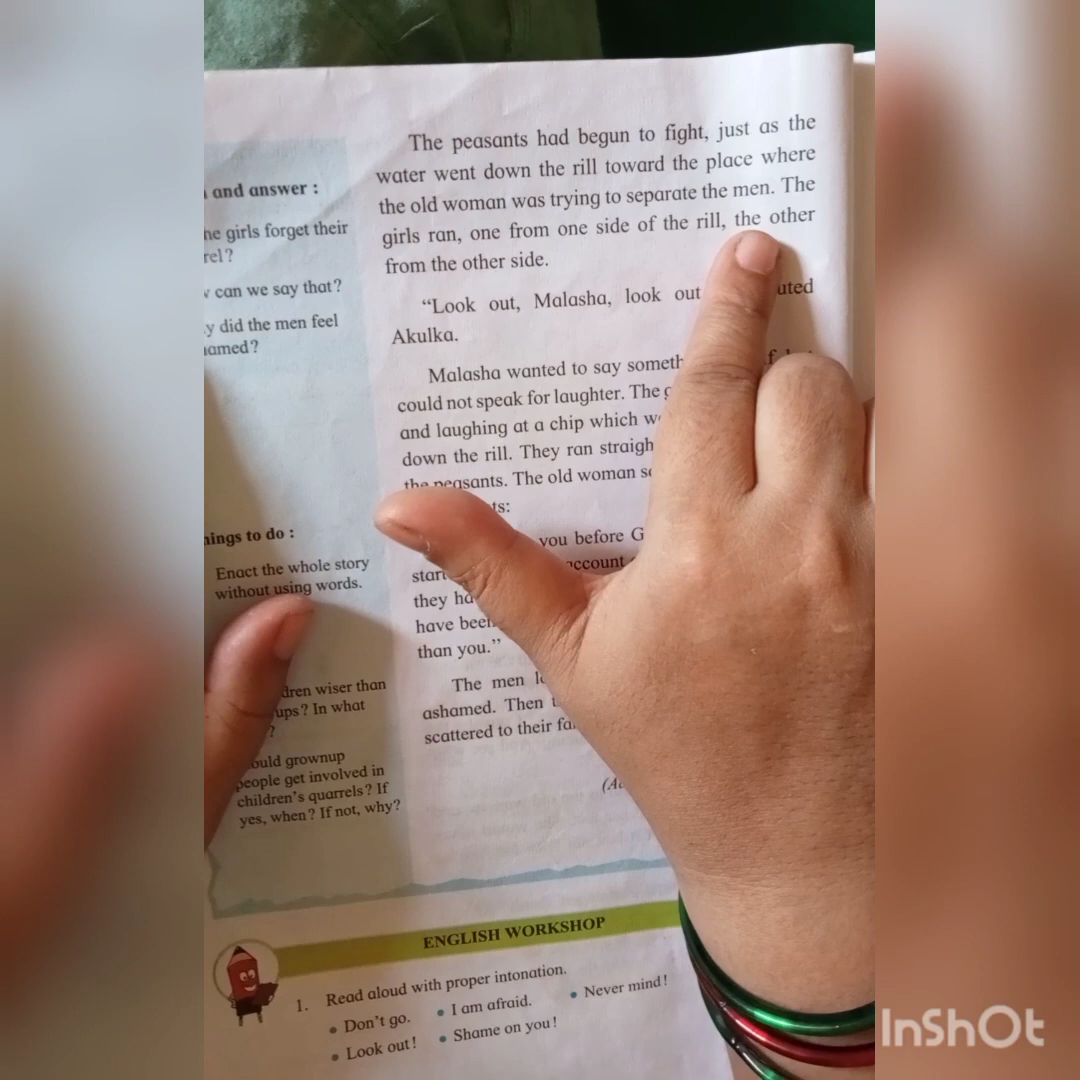 and answer :
he girls forget their
rel?
can we say that?
y did the men feel
amed?
ings to do :
Enact the whole story
without using words.
dren wiser than
ups? In what
?
ould grownup
people get involved in
children's quarrels? If
yes, when? If not, why?
The peasants had begun to fight, just as the
water went down the rill toward the place where
the old woman was trying to separate the men. The
girls ran, one from one side of the rill, the other
from the other side.
"Look out, Malasha, look out uted
Akulka.
Malasha wanted to say someth
could not speak for laughter. The
and laughing at a chip which w
down the rill. They ran straigh
the peasants. The old woman s
ts:
you before G
start account
they ha
have been
than you."
The men l
ashamed. Then
scattered to their fa
ENGLISH WORKSHOP
1. Read aloud with proper intonation.
• Don't go. • I am afraid. • Never mind!
• Look out! • Shame on you!
InShOt